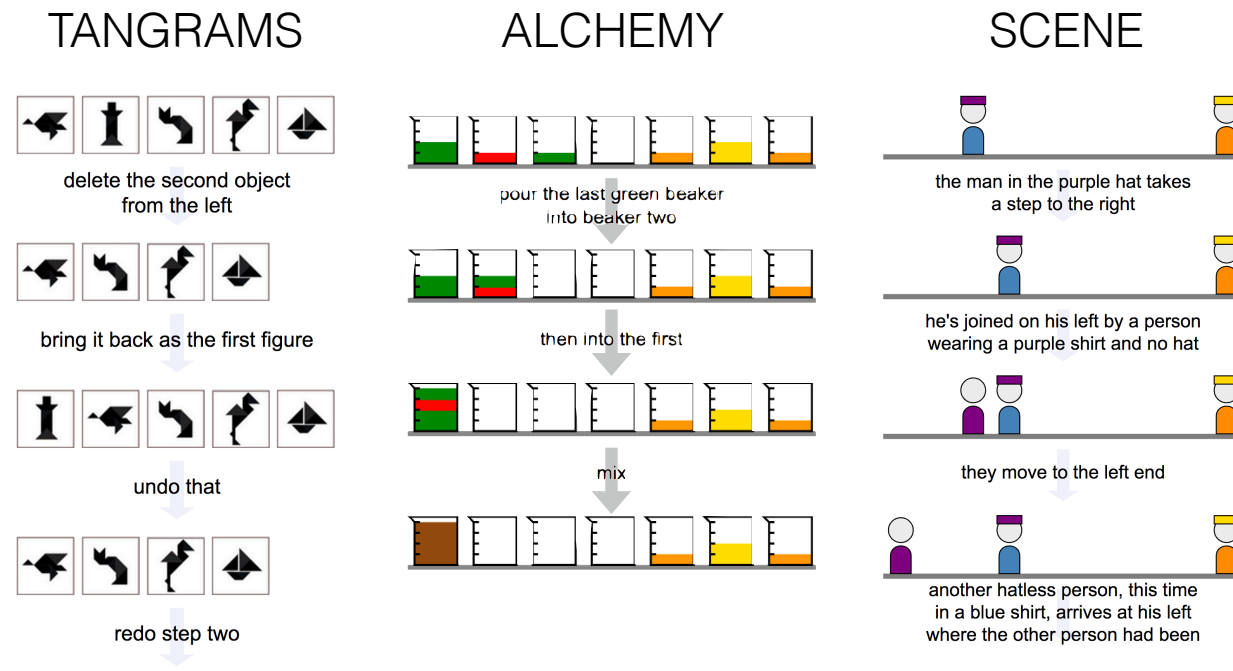 TANGRAMS
delete the second object
from the left
bring it back as the first figure
undo that
redo step two
ALCHEMY
pour the last green beaker
into beaker two
then into the first
mix
SCENE
the man in the purple hat takes
a step to the right
he's joined on his left by a person
wearing a purple shirt and no hat
they move to the left end
another hatless person, this time
in a blue shirt, arrives at his left
where the other person had been